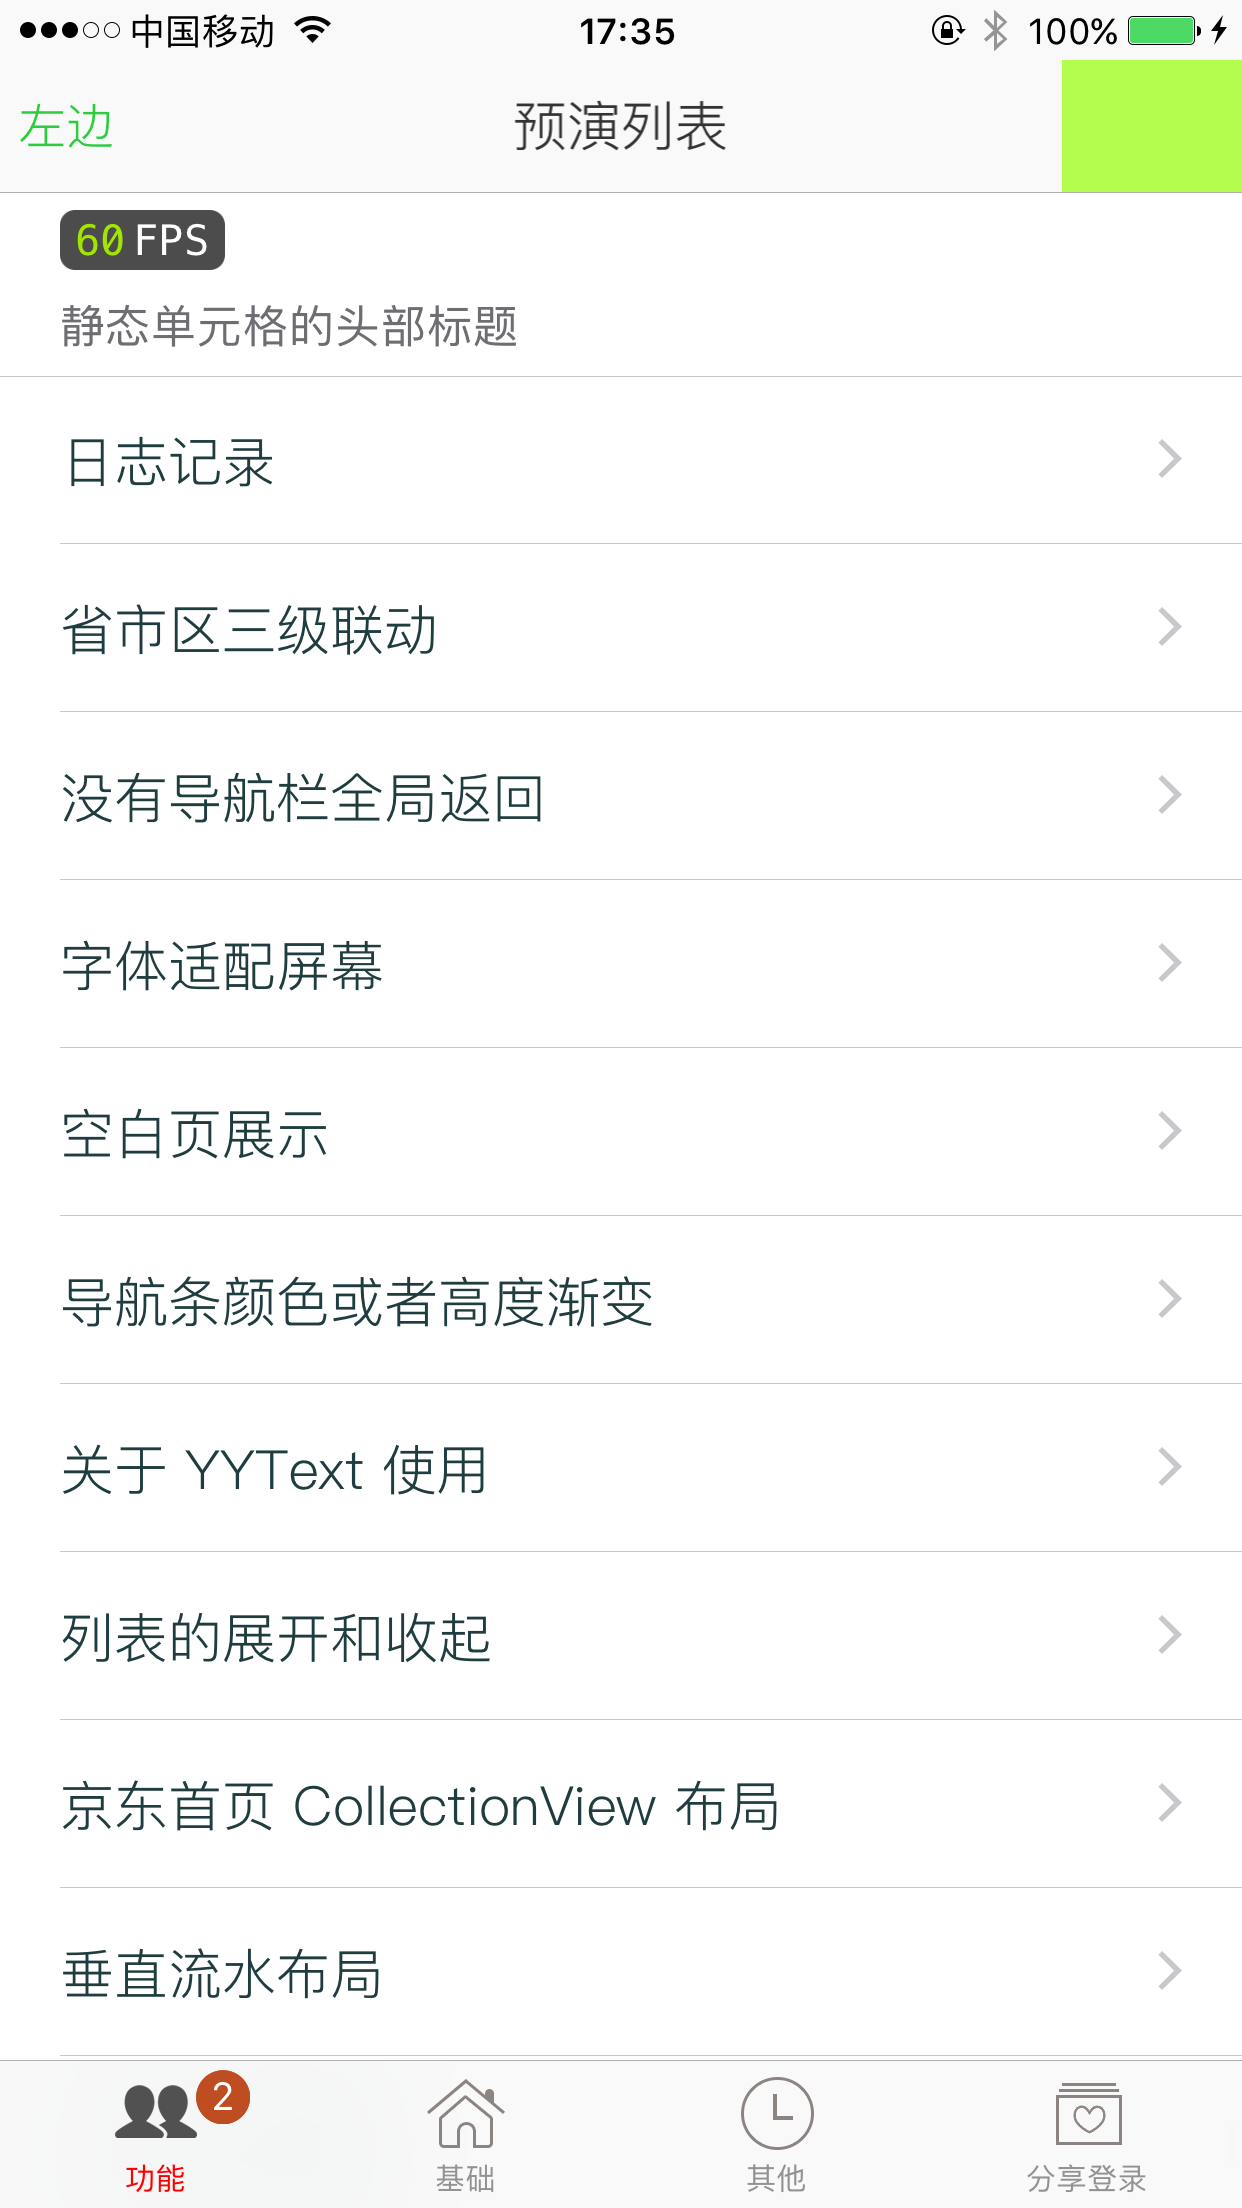 中国移动 17:35 100%
左边 预演列表
60 FPS
静态单元格的头部标题
日志记录
省市区三级联动
没有导航栏全局返回
字体适配屏幕
空白页展示
导航条颜色或者高度渐变
关于 YYText 使用
列表的展开和收起
京东首页 CollectionView 布局
垂直流水布局
2
功能 基础 其他 分享登录